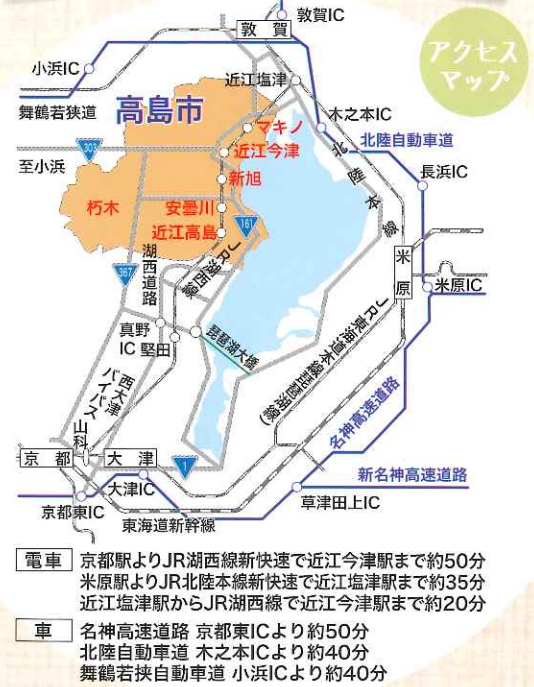 敦賀IC
敦賀
アクセス
マップ
小浜IC
近江塩津
舞鶴若狭道
高島市
マキノ
木之本IC
北陸自動車道
303
近江今津
至小浜
北陸本線
長浜IC
新旭
朽木
安曇川
161
近江高島
JR湖西線
湖西道路
367
米原
米原IC
真野
IC
堅田
琵琶湖大橋
JR東海道本線(琵琶湖線)
西大津
バイパス
名神高速道路
山科
京都
大津
1
新名神高速道路
大津IC
京都東IC
東海道新幹線
草津田上IC
電車 京都駅よりJR湖西線新快速で近江今津駅まで約50分
米原駅よりJR北陸本線新快速で近江塩津駅まで約35分
近江塩津駅からJR湖西線で近江今津駅まで約20分
車 名神高速道路 京都東ICより約50分
北陸自動車道 木之本ICより約40分
舞鶴若狭自動車道 小浜ICより約40分